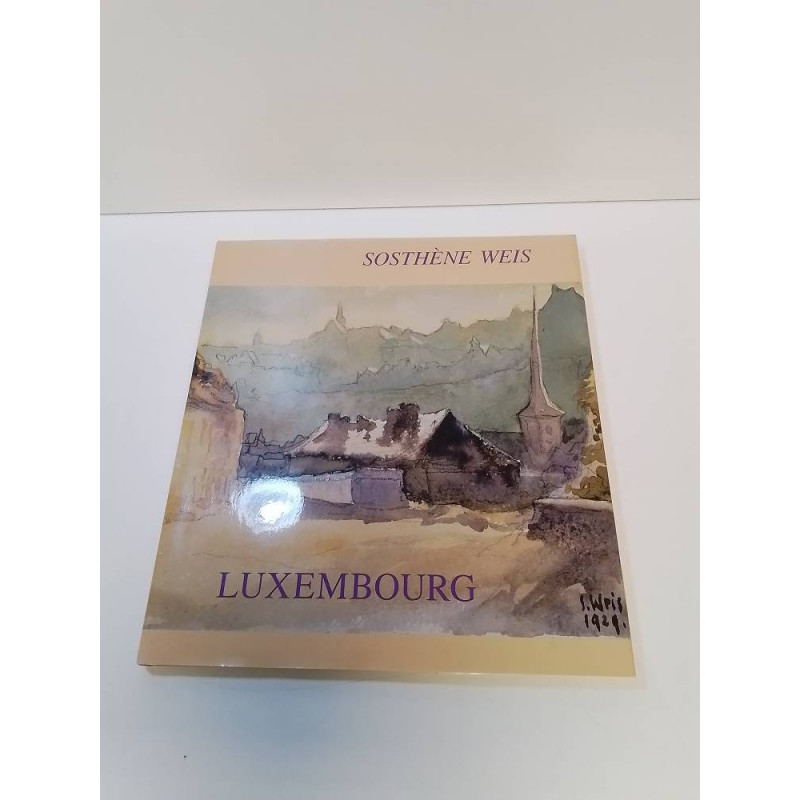 SOSTHÈNE WEIS
LUXEMBOURG
S. Weis
1929.